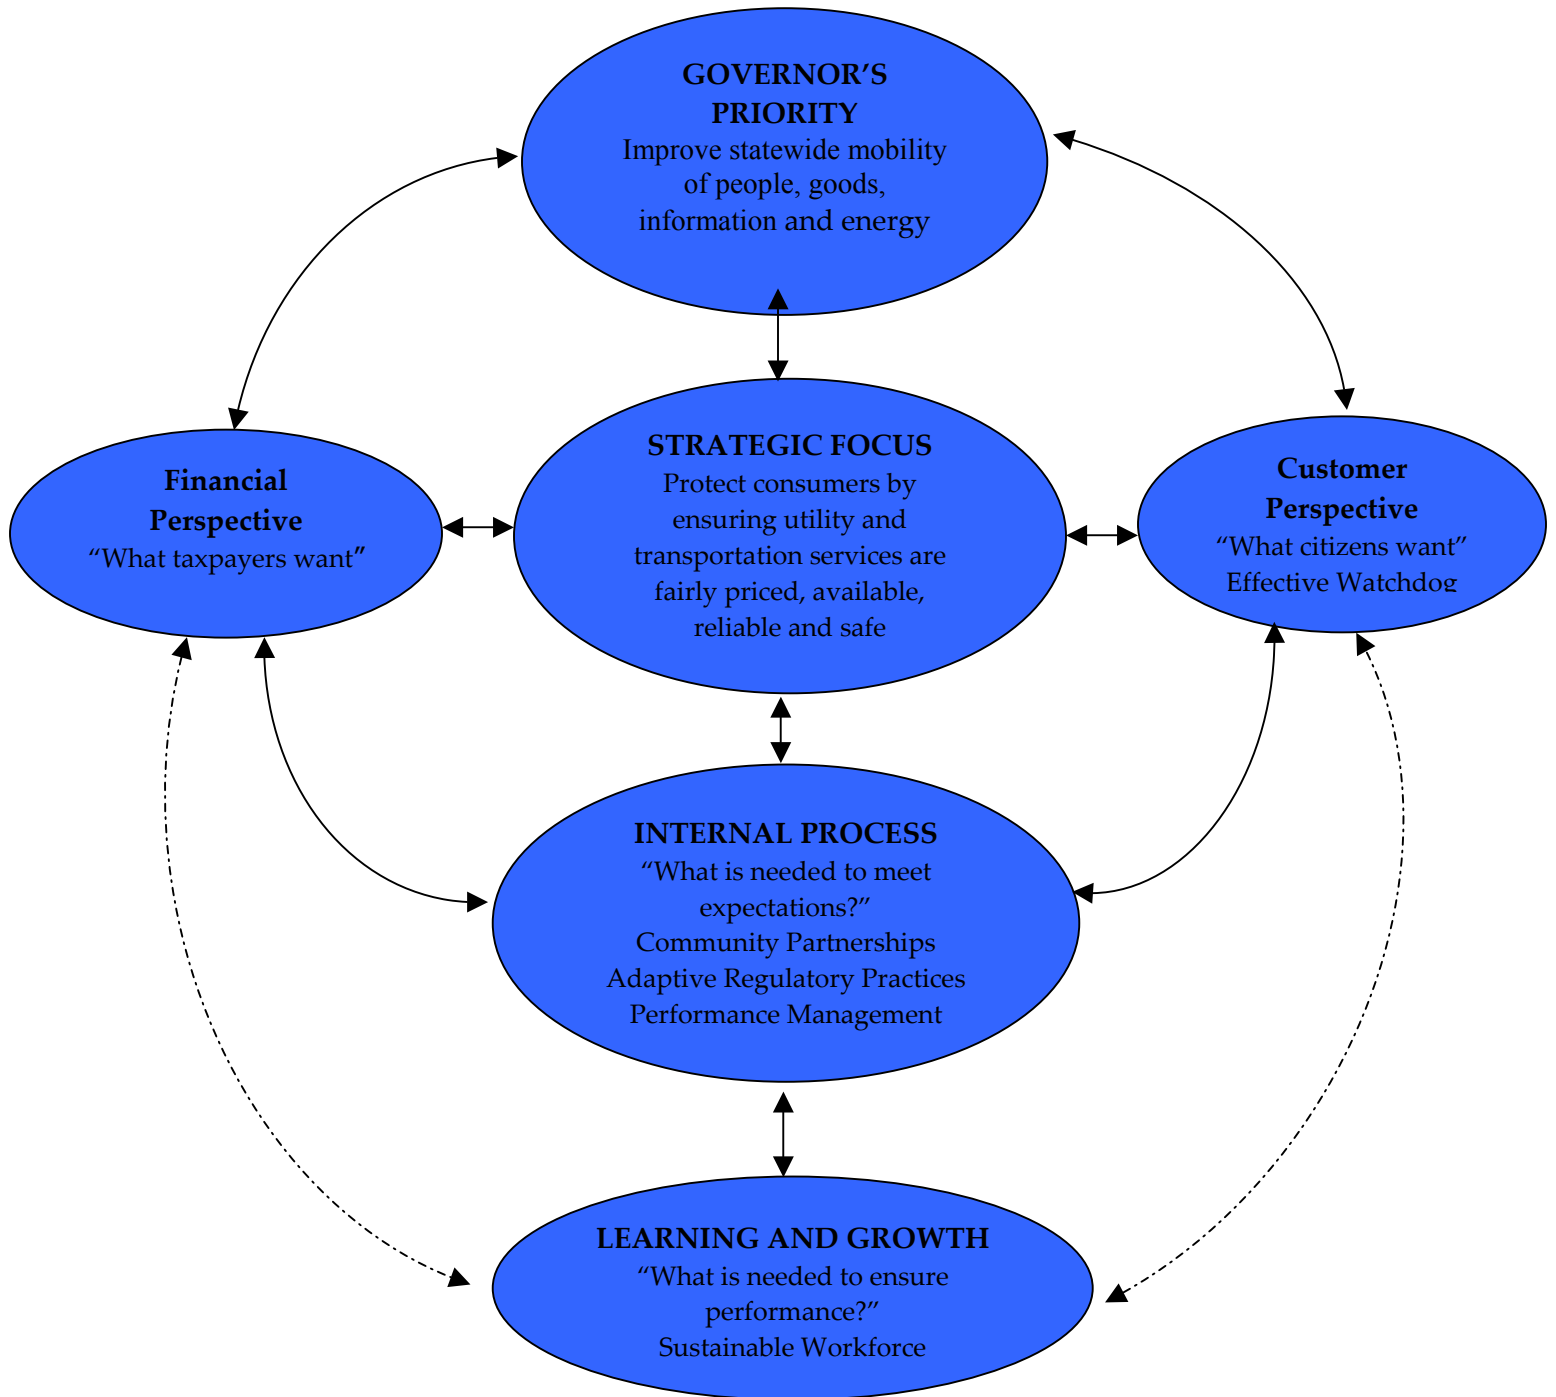 GOVERNOR’S
PRIORITY
Improve statewide mobility
of people, goods,
information and energy
Financial
Perspective
“What taxpayers want”
STRATEGIC FOCUS
Protect consumers by
ensuring utility and
transportation services are
fairly priced, available,
reliable and safe
Customer
Perspective
“What citizens want”
Effective Watchdog
INTERNAL PROCESS
“What is needed to meet
expectations?”
Community Partnerships
Adaptive Regulatory Practices
Performance Management
LEARNING AND GROWTH
“What is needed to ensure
performance?”
Sustainable Workforce